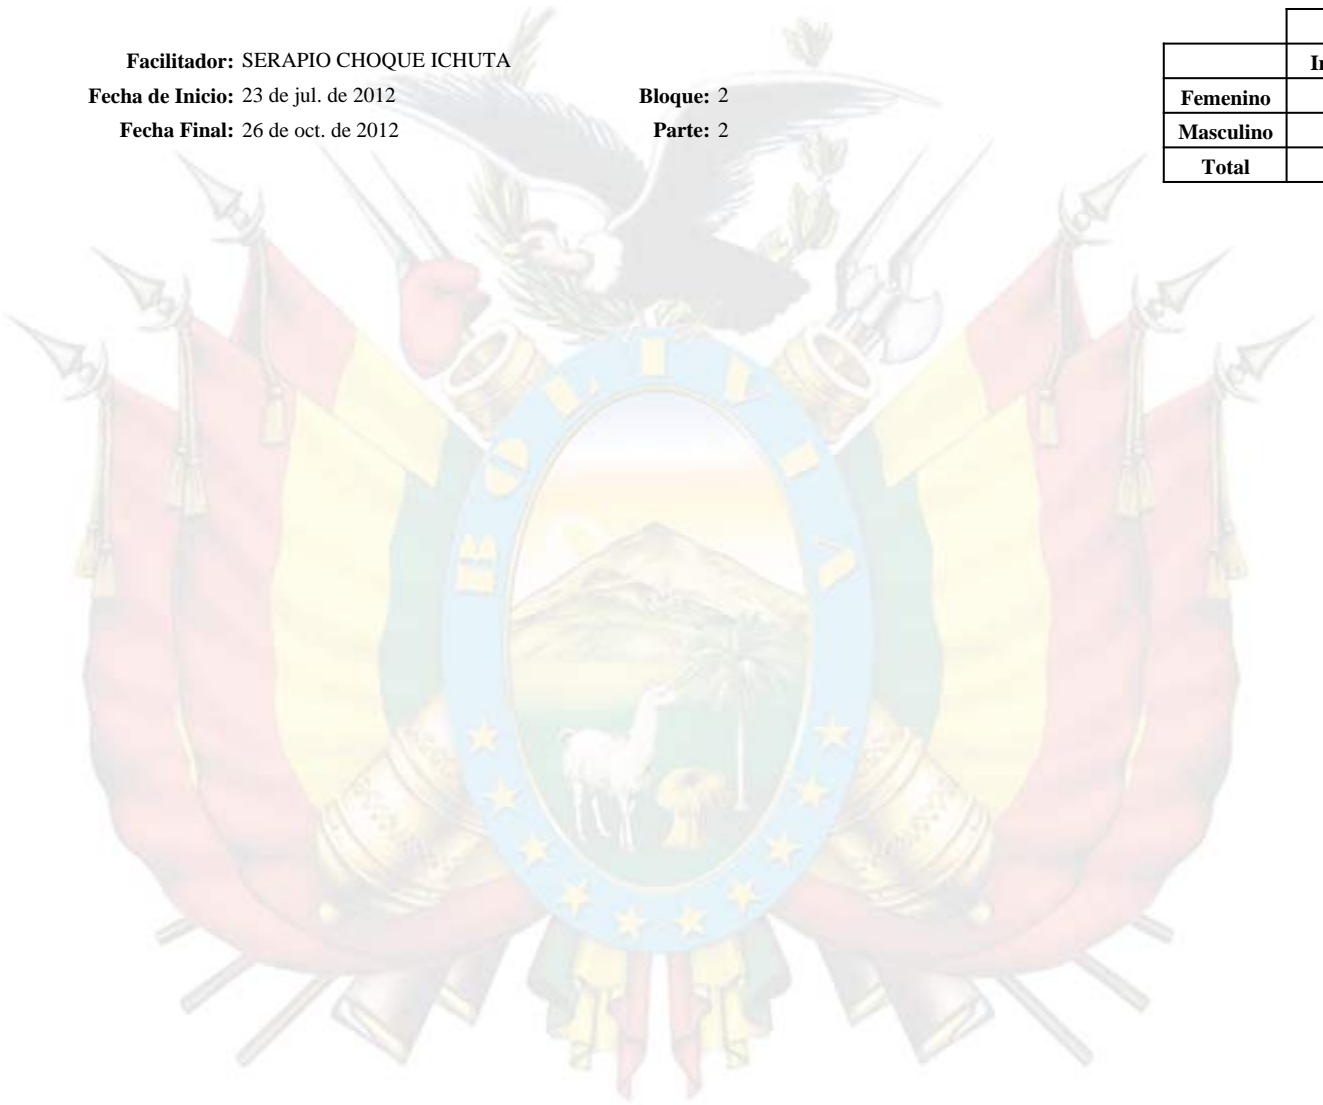 Facilitador: SERAPIO CHOQUE ICHUTA
Fecha de Inicio: 23 de jul. de 2012 Bloque: 2
Fecha Final: 26 de oct. de 2012 Parte: 2
Femenino
Masculino
Total
BOLIVIA